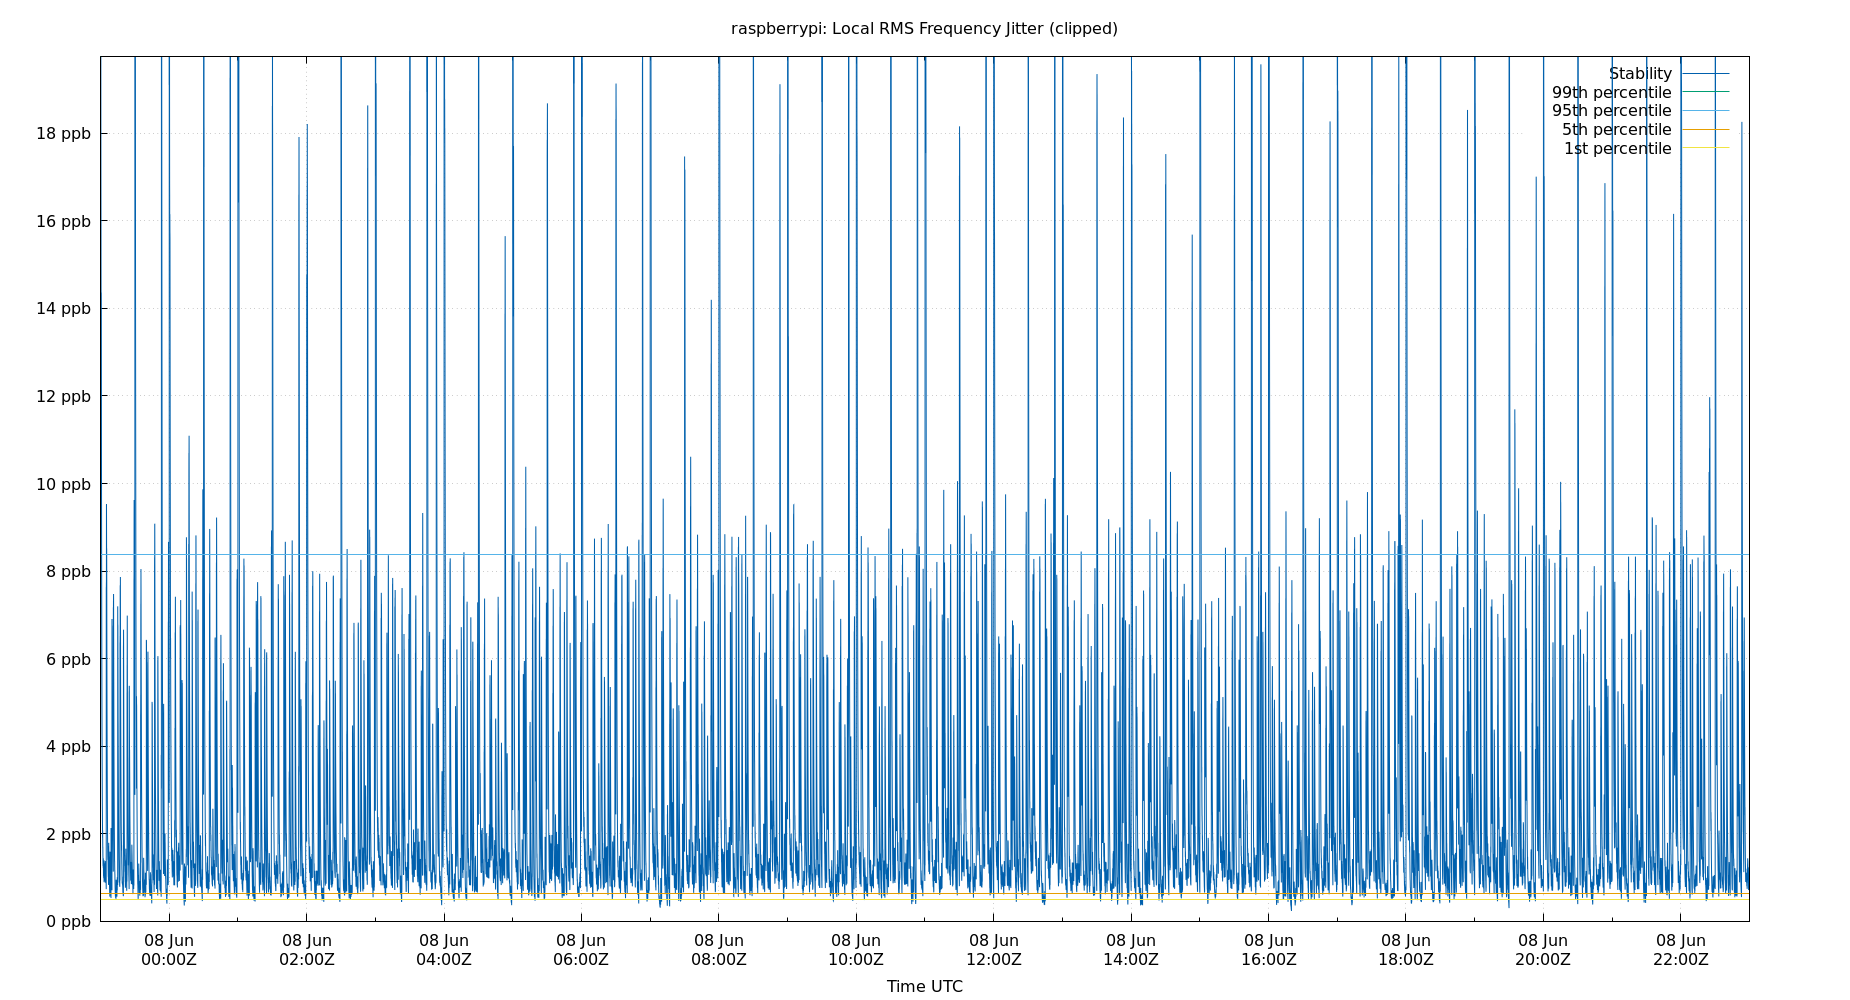 raspberrypi: Local RMS Frequency Jitter (clipped)
Stability
99th percentile
95th percentile
5th percentile
1st percentile
18 ppb
16 ppb
14 ppb
12 ppb
10 ppb
8 ppb
6 ppb
4 ppb
2 ppb
0 ppb
08 Jun 08 Jun 08 Jun 08 Jun 08 Jun 08 Jun 08 Jun 08 Jun 08 Jun 08 Jun 08 Jun 08 Jun
00:00Z 02:00Z 04:00Z 06:00Z 08:00Z 10:00Z 12:00Z 14:00Z 16:00Z 18:00Z 20:00Z 22:00Z
Time UTC